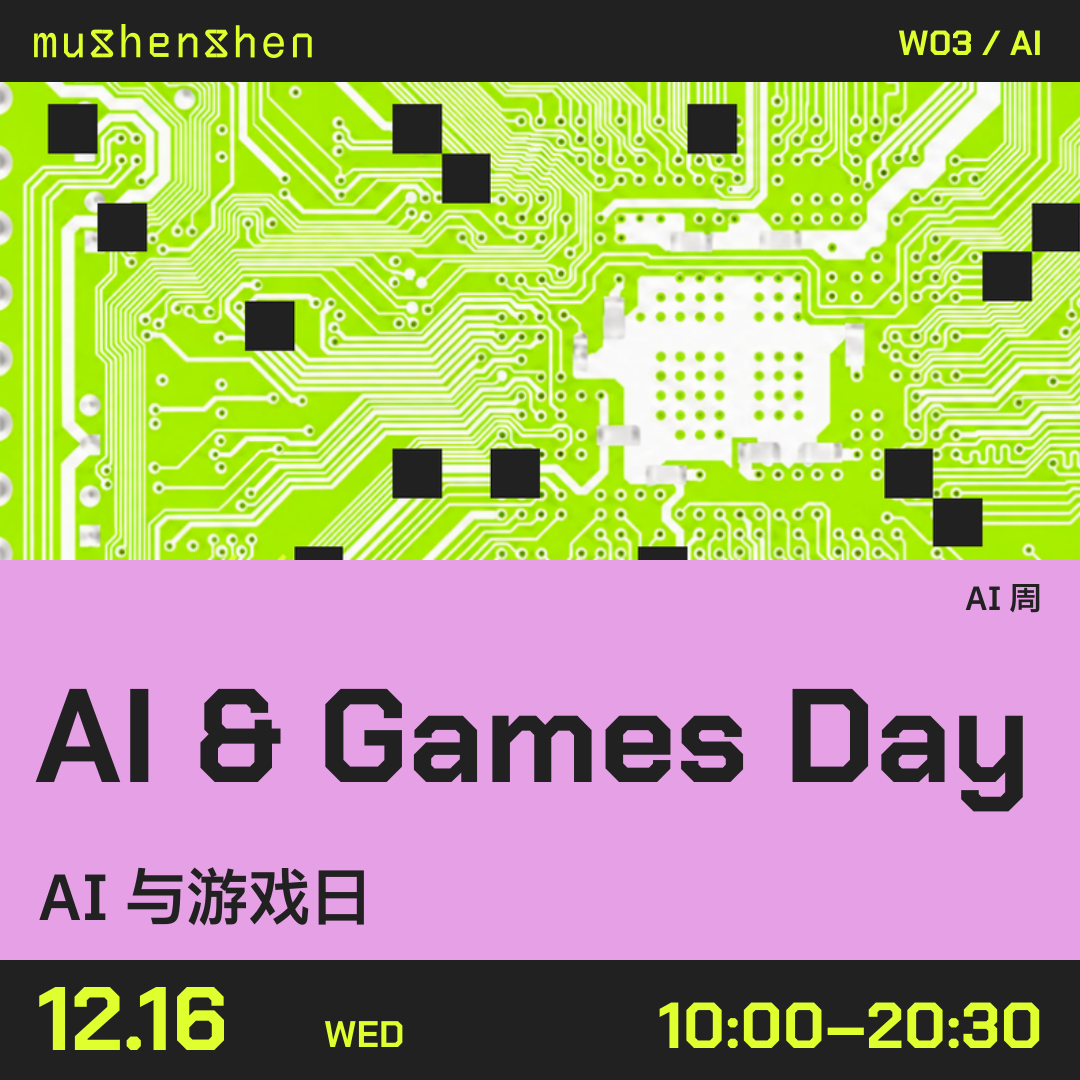 mushenshen
W03 / AI
AI 周
AI & Games Day
AI 与游戏日
12.16 WED 10:00–20:30